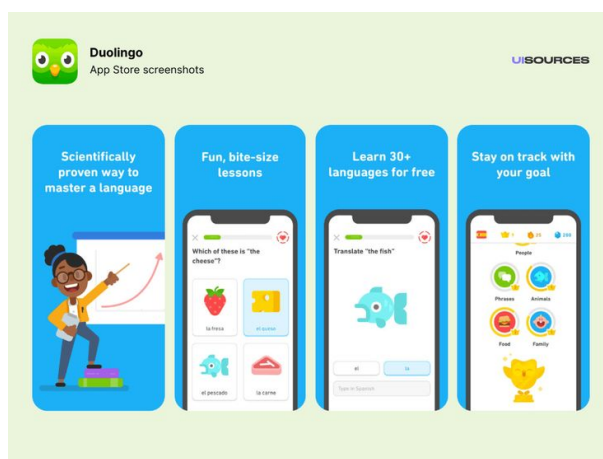 Duolingo
App Store screenshots
UISOURCES
Scientifically
proven way to
master a language
Fun, bite-size
lessons
Which of these is "the
cheese"?
la fresa
el queso
el pescado
la carne
Learn 30+
languages for free
Translate "the fish"
el
la
Type in Spanish
Stay on track with
your goal
People
Phrases
Animals
Food
Family